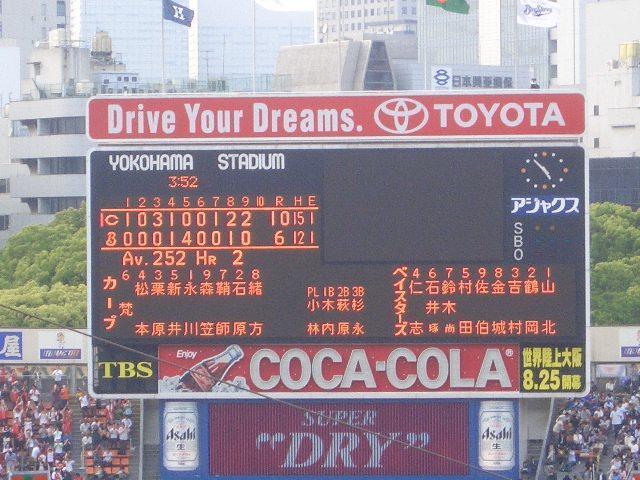 K
日本興亜損保
Drive Your Dreams. TOYOTA
YOKOHAMA STADIUM
3:52
1 2 3 4 5 6 7 8 9 10 R H E
C 1 0 3 1 0 0 1 2 2 10 15 1
B 0 0 0 1 4 0 0 1 0 6 12 1
AV.252 HR 2
アジャクス
S
B
O
カープ
6 4 3 5 1 9 7 2 8
松栗新永森鞘石緒
梵
本原井川笠師原方
PL 1B 2B 3B
小木萩杉
林内原永
ベイスターズ
4 6 7 5 9 8 3 2 1
仁石鈴村佐金吉鶴山
井木
志琢尚田伯城村岡北
TBS
Enjoy
COCA-COLA
世界陸上大阪
8.25開幕
Asahi
生
SUPER
"DRY"
Asahi
生